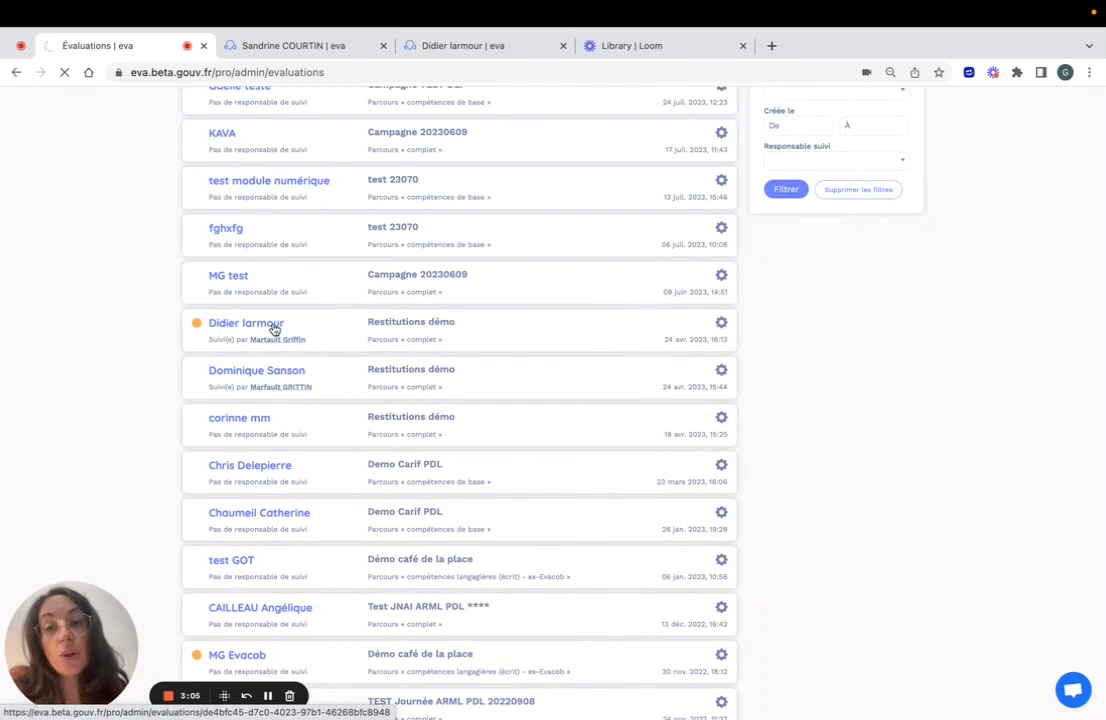 Évaluations | eva
Sandrine COURTIN | eva
Didier larmour | eva
Library | Loom
eva.beta.gouv.fr/pro/admin/evaluations
G
Gaelle teste
Campagne TEST PDL
Pas de responsable de suivi
Parcours « compétences de base »
24 juil. 2023, 12:23
KAVA
Campagne 20230609
Pas de responsable de suivi
Parcours « complet »
17 juil. 2023, 11:43
test module numérique
test 23070
Pas de responsable de suivi
Parcours « compétences de base »
13 juil. 2023, 15:46
fghxfg
test 23070
Pas de responsable de suivi
Parcours « compétences de base »
06 juil. 2023, 10:06
MG test
Campagne 20230609
Pas de responsable de suivi
Parcours « complet »
09 juin 2023, 14:51
Didier larmour
Restitutions démo
Suivi(e) par Martault Griffin
Parcours « complet »
24 avr. 2023, 16:13
Dominique Sanson
Restitutions démo
Suivi(e) par Marfault GRITTIN
Parcours « complet »
24 avr. 2023, 15:44
corinne mm
Restitutions démo
Pas de responsable de suivi
Parcours « complet »
18 avr. 2023, 15:25
Chris Delepierre
Demo Carif PDL
Pas de responsable de suivi
Parcours « compétences de base »
23 mars 2023, 16:06
Chaumeil Catherine
Demo Carif PDL
Pas de responsable de suivi
Parcours « compétences de base »
26 jan. 2023, 19:29
test GOT
Démo café de la place
Pas de responsable de suivi
Parcours « compétences langagières (écrit) - ex-Evacob »
06 jan. 2023, 10:56
CAILLEAU Angélique
Test JNAI ARML PDL ****
Pas de responsable de suivi
Parcours « complet »
13 déc. 2022, 16:42
MG Evacob
Démo café de la place
Pas de responsable de suivi
Parcours « compétences langagières (écrit) - ex-Evacob »
30 nov. 2022, 18:12
TEST Journée ARML PDL 20220908
Créée le
De
À
Responsable suivi
Filtrer
Supprimer les filtres
3:05
https://eva.beta.gouv.fr/pro/admin/evaluations/de4bfc45-d7c0-4023-97b1-46268bfc8948